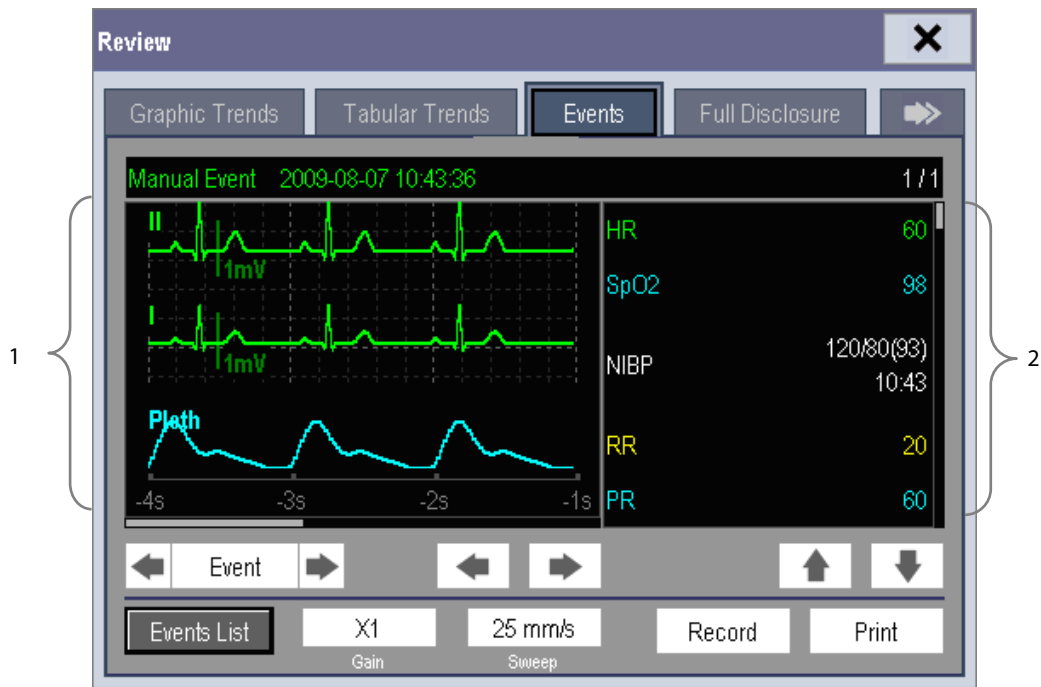 Review
Graphic Trends Tabular Trends Events Full Disclosure
Manual Event 2009-08-07 10:43:36 1/1
II
1mV
I
1mV
Pleth
-4s -3s -2s -1s
HR 60
SpO2 98
NIBP 120/80(93)
10:43
RR 20
PR 60
1
2
Event
Events List X1 25 mm/s Record Print
Gain Sweep